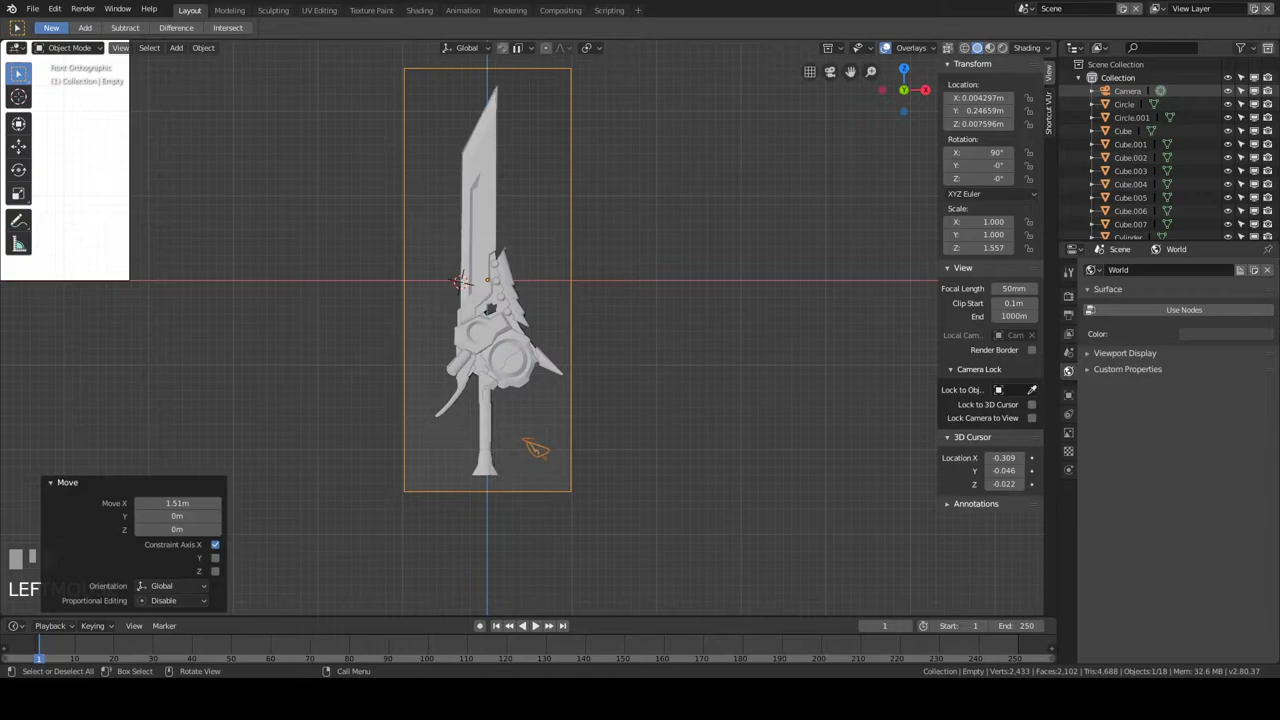 File Edit Render Window Help
Layout Modeling Sculpting UV Editing Texture Paint Shading Animation Rendering Compositing Scripting +
Scene
View Layer
New Add Subtract Difference Intersect
Object Mode View Select Add Object
Global
Overlays
Shading
Front Orthographic
(1) Collection | Empty
Z
Y
X
Transform
Location:
X: 0.004297m
Y: 0.24659m
Z: 0.007596m
Rotation:
X: 90°
Y: -0°
Z: -0°
XYZ Euler
Scale:
X: 1.000
Y: 1.000
Z: 1.557
View
Focal Length 50mm
Clip Start 0.1m
End 1000m
Local Cam.. Cam
Render Border
Camera Lock
Lock to Obj..
Lock to 3D Cursor
Lock Camera to View
3D Cursor
Location X -0.309
Y -0.046
Z -0.022
Annotations
View
Shortcut VUr
Scene Collection
Collection
Camera
Circle
Circle.001
Cube
Cube.001
Cube.002
Cube.003
Cube.004
Cube.005
Cube.006
Cube.007
Cylinder
Scene World
World
Surface
Use Nodes
Color:
Viewport Display
Custom Properties
Move
Move X 1.51m
Y 0m
Z 0m
Constraint Axis X
Y
Z
Orientation Global
Proportional Editing Disable
Playback Keying View Marker
1
Start: 1
End: 250
1 10 20 30 40 50 60 70 80 90 100 110 120 130 140 150 160 170 180 190 200 210 220 230 240 250
Select or Deselect All Box Select Rotate View Call Menu
Collection | Empty | Verts:2,433 | Faces:2,102 | Tris:4,688 | Objects:1/18 | Mem: 32.6 MB | v2.80.37